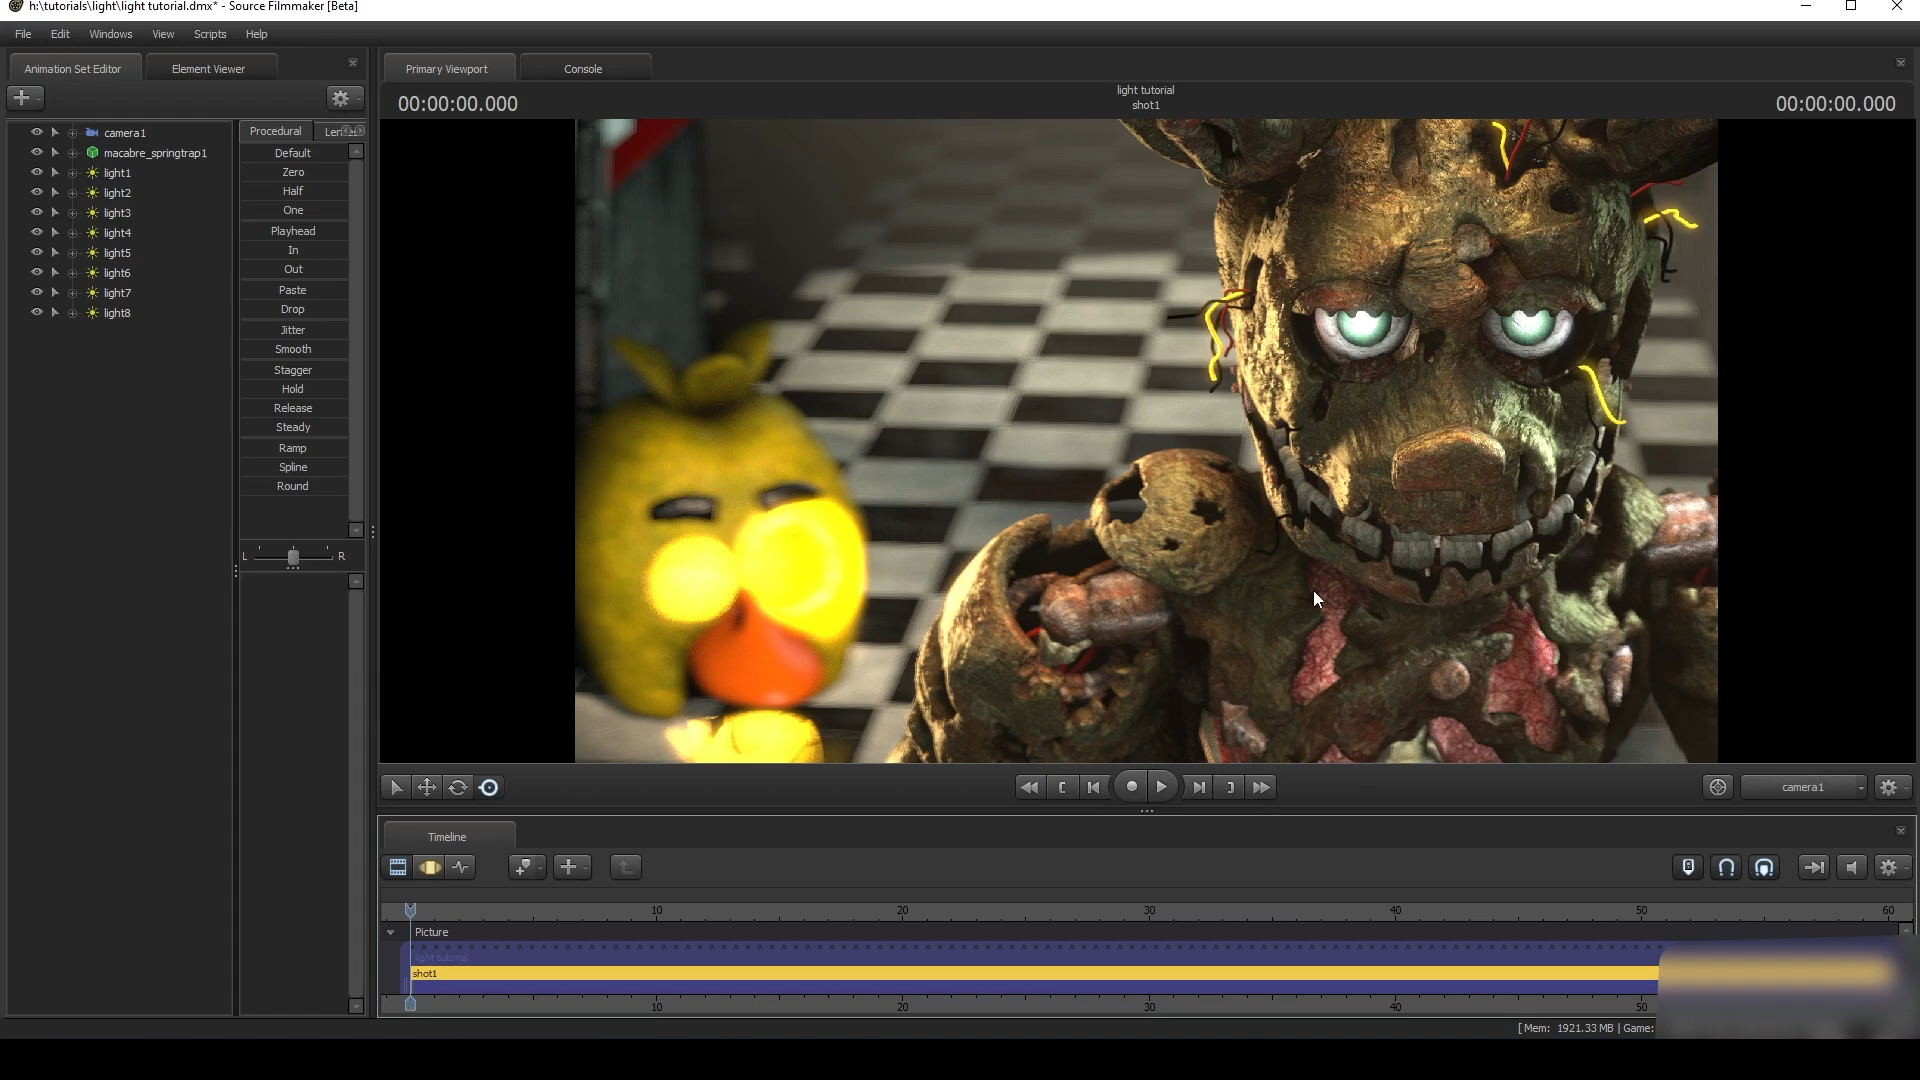 h:\tutorials\light\light tutorial.dmx* - Source Filmmaker [Beta]
File Edit Windows View Scripts Help
Animation Set Editor Element Viewer
Primary Viewport Console
00:00:00.000
light tutorial
shot1
00:00:00.000
camera1
macabre_springtrap1
light1
light2
light3
light4
light5
light6
light7
light8
Procedural
Default
Zero
Half
One
Playhead
In
Out
Paste
Drop
Jitter
Smooth
Stagger
Hold
Release
Steady
Ramp
Spline
Round
L R
camera1
Timeline
10 20 30 40 50 60
Picture
light tutorial
shot1
10 20 30 40 50
[ Mem: 1921.33 MB | Game: